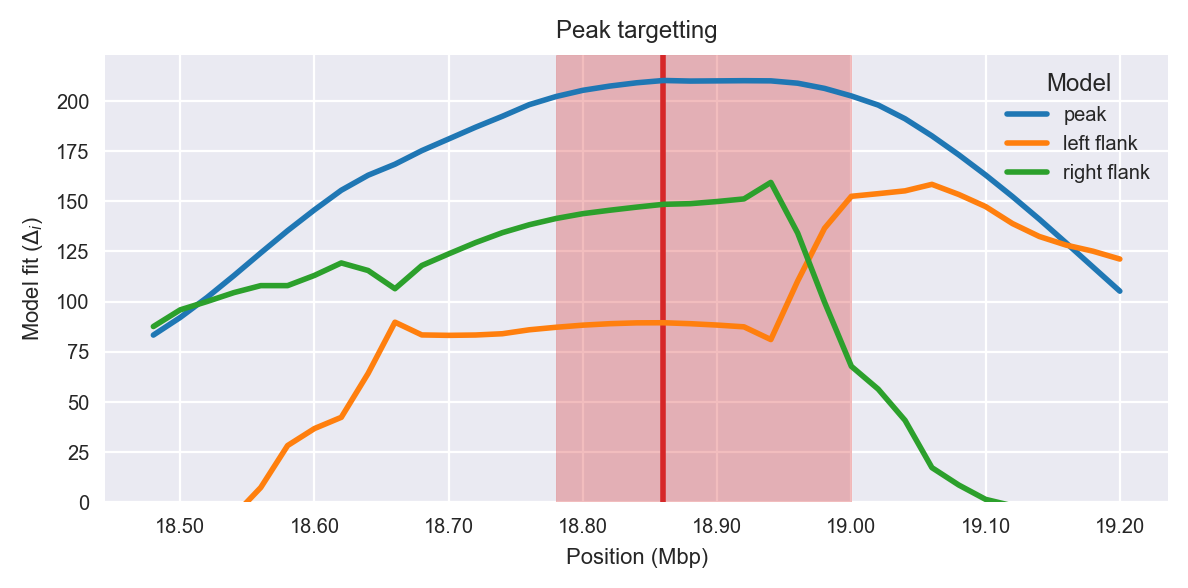 Peak targetting
Model
peak
left flank
right flank
200
175
150
125
100
75
50
25
0
Model fit (Δi)
18.50 18.60 18.70 18.80 18.90 19.00 19.10 19.20
Position (Mbp)